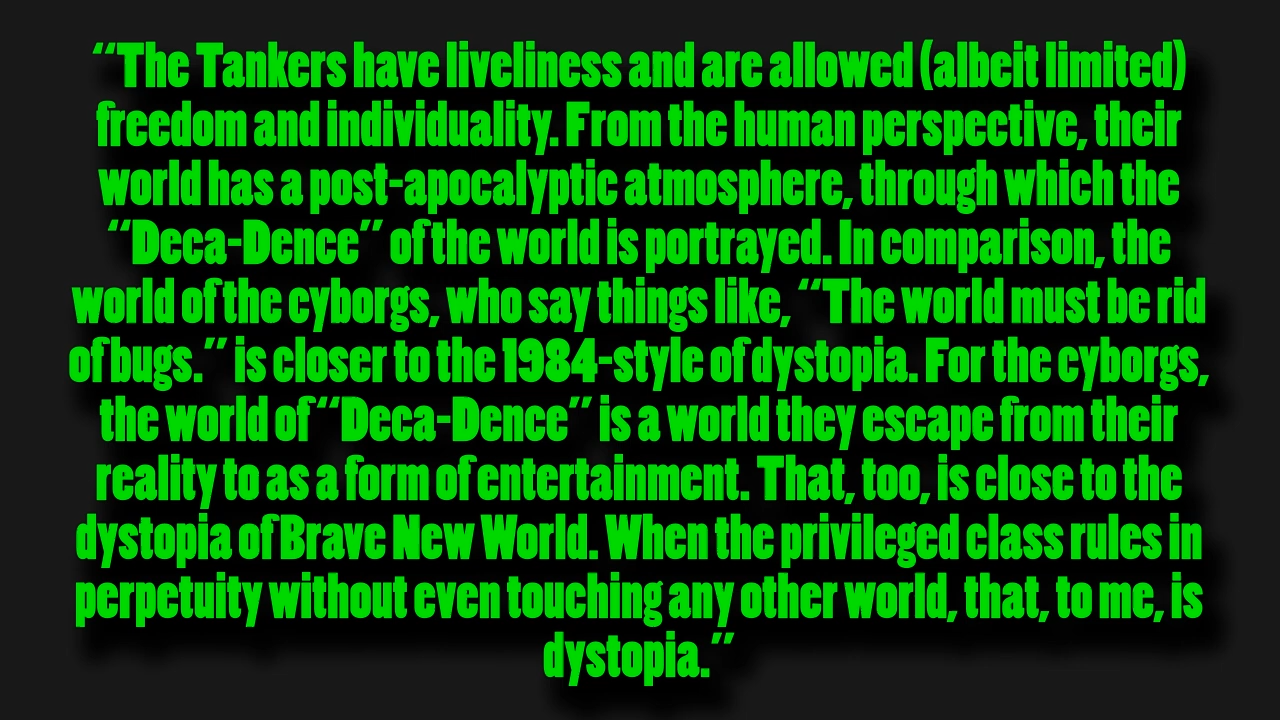 “The Tankers have liveliness and are allowed (albeit limited)
freedom and individuality. From the human perspective, their
world has a post-apocalyptic atmosphere, through which the
“Deca-Dence” of the world is portrayed. In comparison, the
world of the cyborgs, who say things like, “The world must be rid
of bugs.” is closer to the 1984-style of dystopia. For the cyborgs,
the world of “Deca-Dence” is a world they escape from their
reality to as a form of entertainment. That, too, is close to the
dystopia of Brave New World. When the privileged class rules in
perpetuity without even touching any other world, that, to me, is
dystopia.”